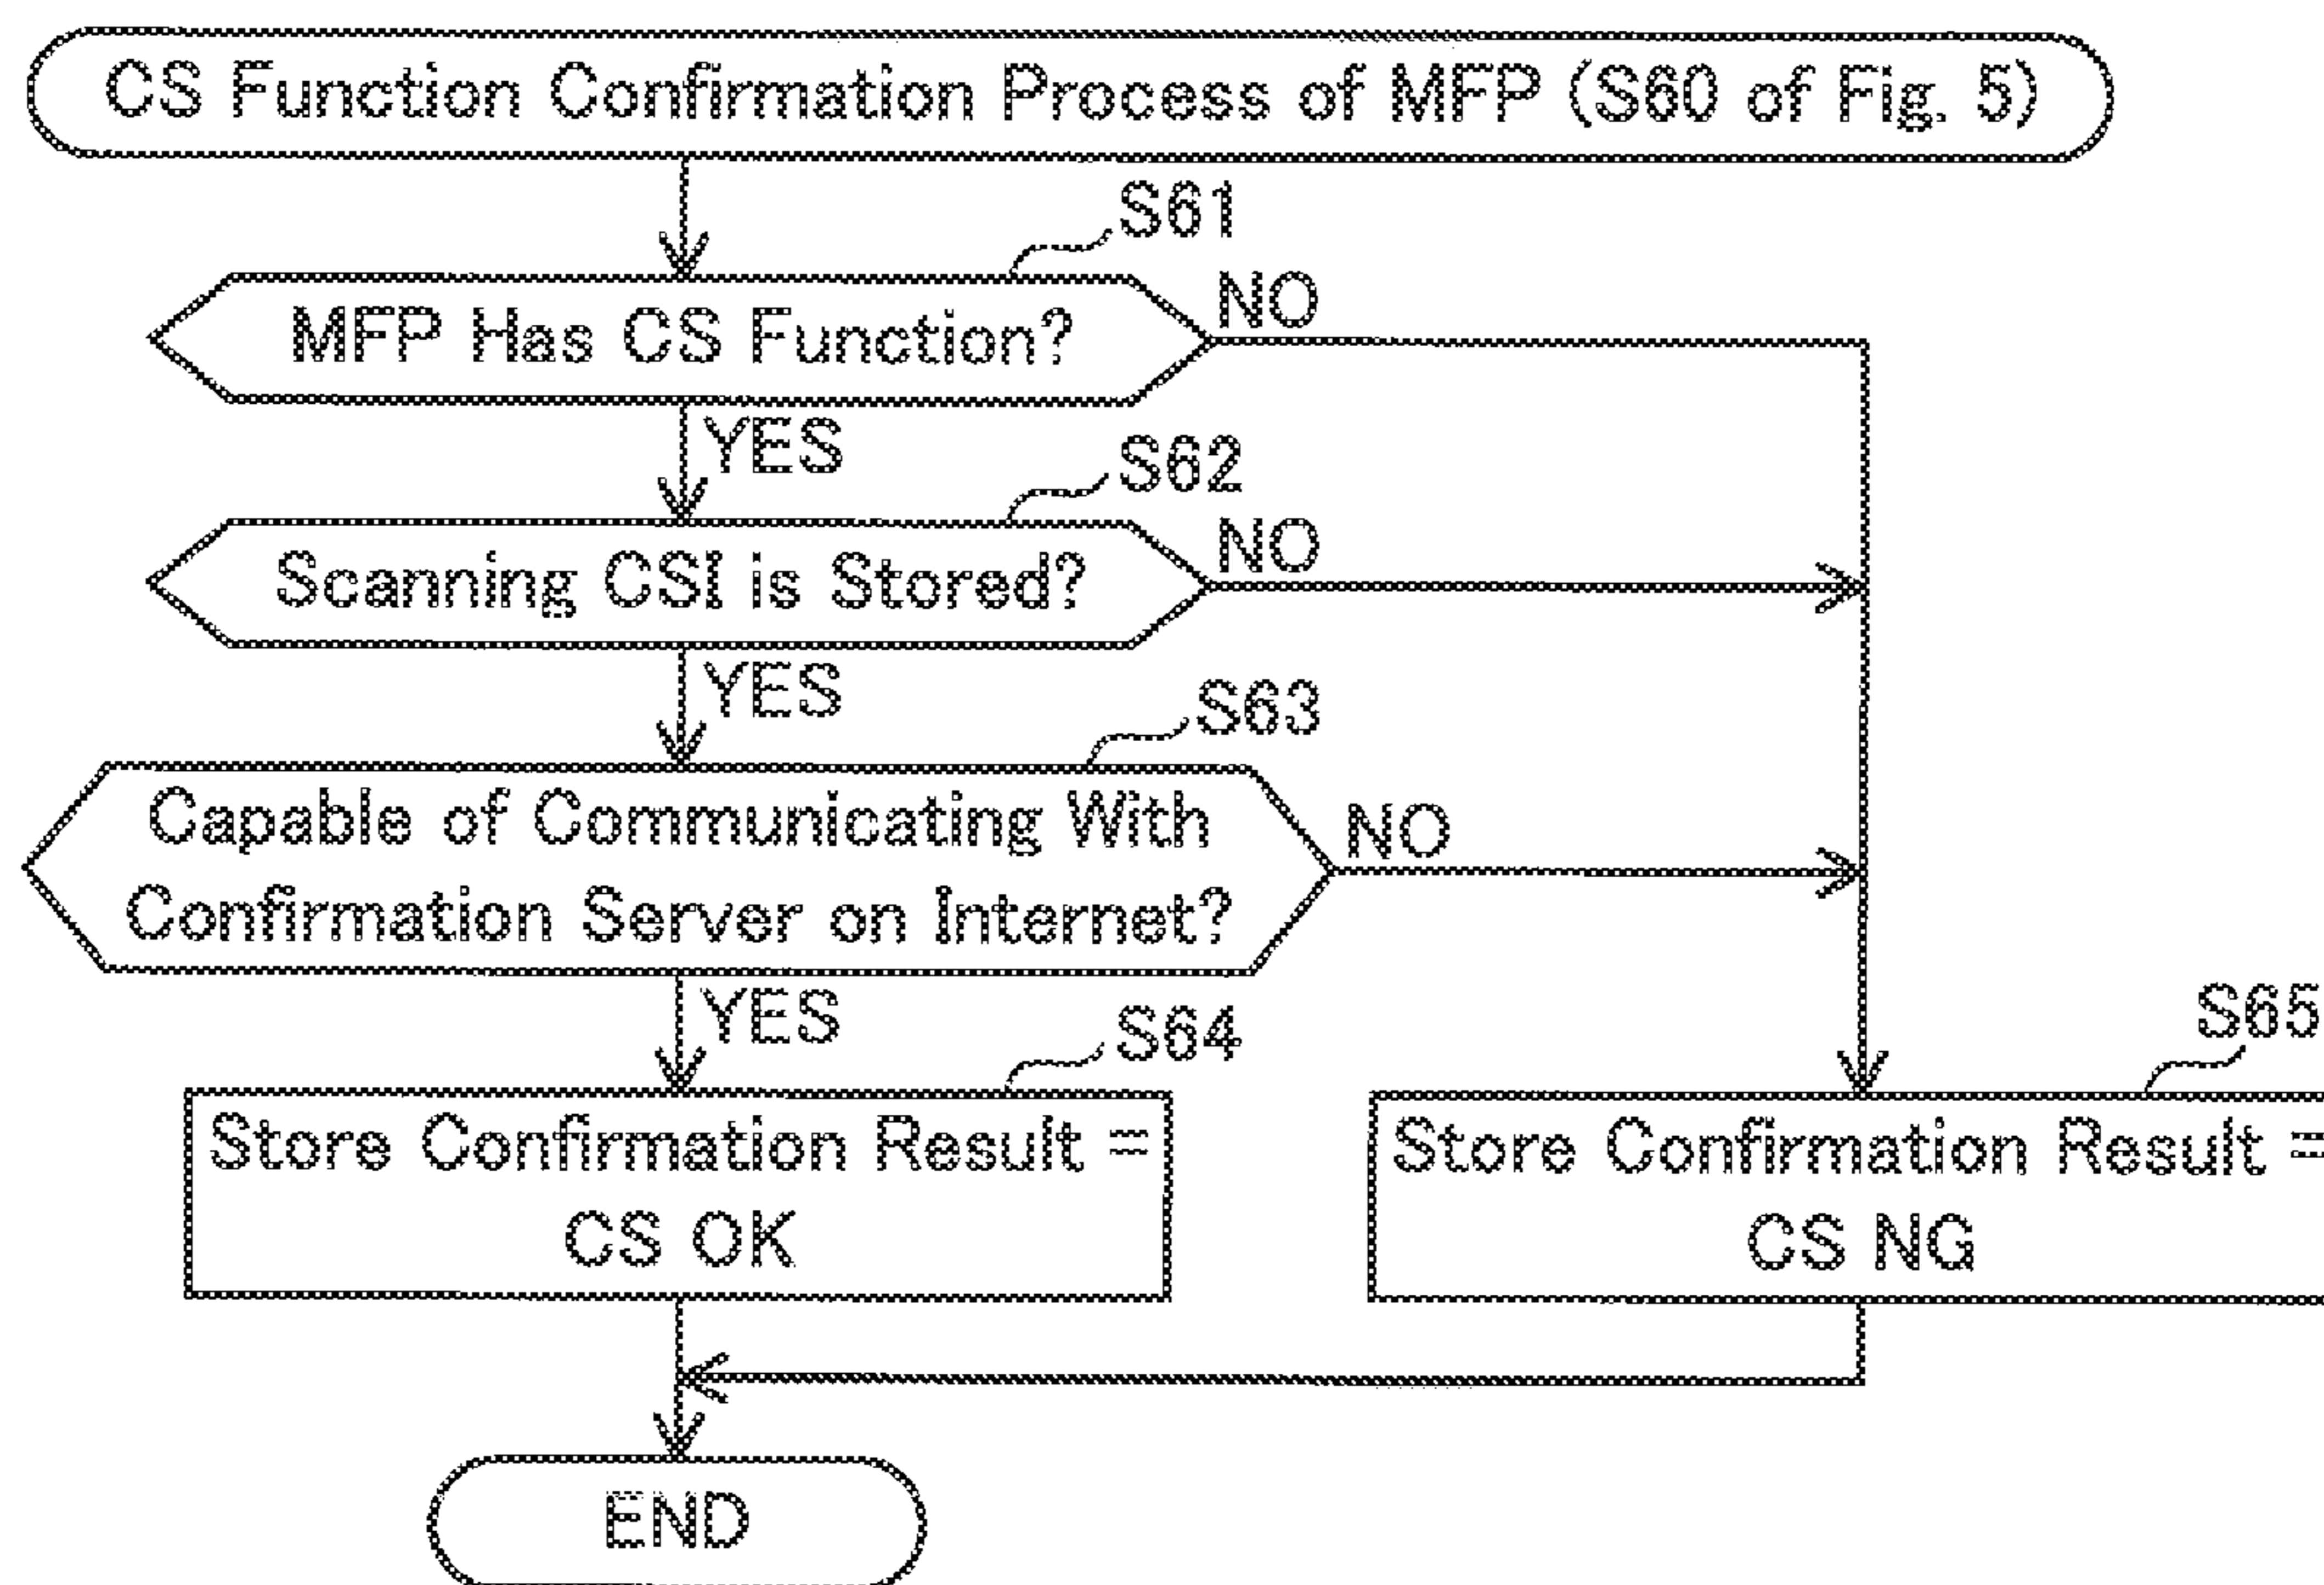 CS Function Confirmation Process of MFP (S60 of Fig. 5)
S61
MFP Has CS Function?
NO
YES
S62
Scanning CSI is Stored?
NO
YES
S63
Capable of Communicating With
Confirmation Server on Internet?
NO
YES
S64
S65
Store Confirmation Result =
CS OK
Store Confirmation Result =
CS NG
END